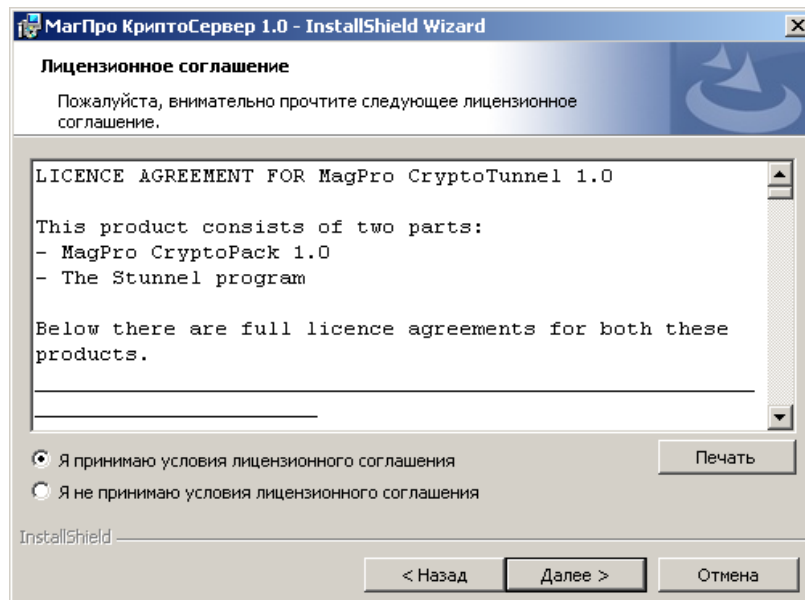 МагПро КриптоСервер 1.0 - InstallShield Wizard
Лицензионное соглашение
Пожалуйста, внимательно прочтите следующее лицензионное
соглашение.
LICENCE AGREEMENT FOR MagPro CryptoTunnel 1.0
This product consists of two parts:
- MagPro CryptoPack 1.0
- The Stunnel program
Below there are full licence agreements for both these
products.
Я принимаю условия лицензионного соглашения
Печать
Я не принимаю условия лицензионного соглашения
InstallShield
< Назад
Далее >
Отмена